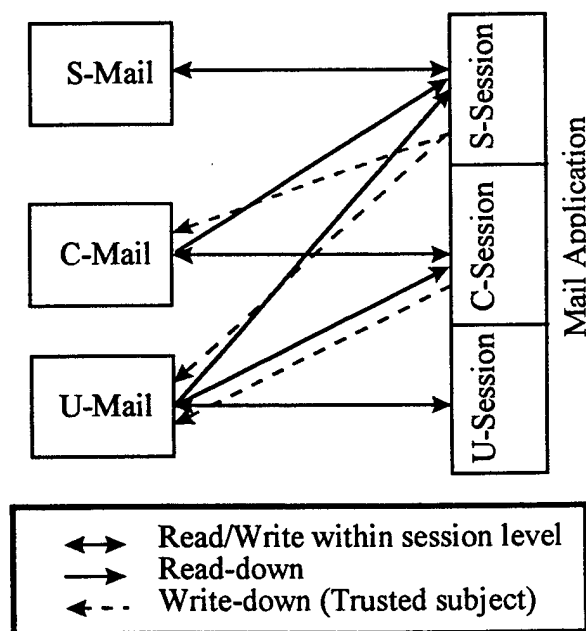 S-Mail
C-Mail
U-Mail
S-Session
C-Session
U-Session
Mail Application
Read/Write within session level
Read-down
Write-down (Trusted subject)